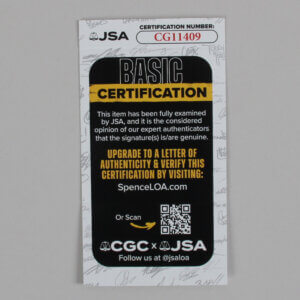 JSA
CERTIFICATION NUMBER:
CG11409
BASIC
CERTIFICATION
This item has been fully examined
by JSA, and it is the considered
opinion of our expert authenticators
that the signature(s) is/are genuine.
UPGRADE TO A LETTER OF
AUTHENTICITY & VERIFY THIS
CERTIFICATION BY VISITING:
SpenceLOA.com
Or Scan
CGC x JSA
Follow us at @jsaloa